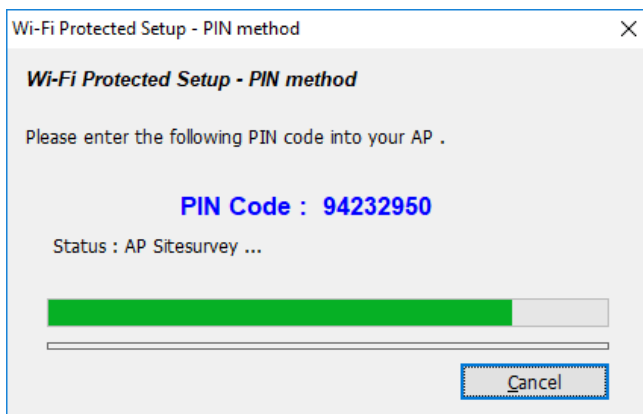 Wi-Fi Protected Setup - PIN method
Wi-Fi Protected Setup - PIN method
Please enter the following PIN code into your AP .
PIN Code : 94232950
Status : AP Sitesurvey ...
Cancel